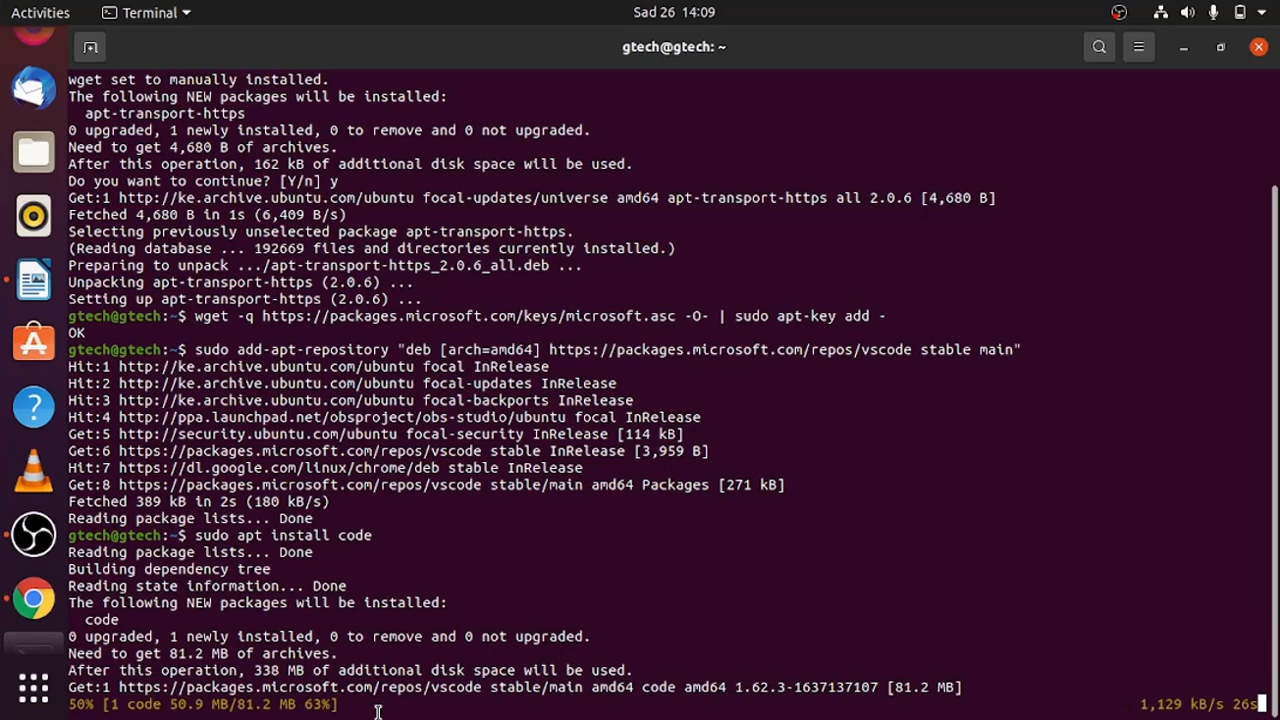 Activities
Terminal
Sad 26 14:09
gtech@gtech: ~
wget set to manually installed.
The following NEW packages will be installed:
apt-transport-https
0 upgraded, 1 newly installed, 0 to remove and 0 not upgraded.
Need to get 4,680 B of archives.
After this operation, 162 kB of additional disk space will be used.
Do you want to continue? [Y/n] y
Get:1 http://ke.archive.ubuntu.com/ubuntu focal-updates/universe amd64 apt-transport-https all 2.0.6 [4,680 B]
Fetched 4,680 B in 1s (6,409 B/s)
Selecting previously unselected package apt-transport-https.
(Reading database ... 192669 files and directories currently installed.)
Preparing to unpack .../apt-transport-https_2.0.6_all.deb ...
Unpacking apt-transport-https (2.0.6) ...
Setting up apt-transport-https (2.0.6) ...
gtech@gtech:~$ wget -q https://packages.microsoft.com/keys/microsoft.asc -O- | sudo apt-key add -
OK
gtech@gtech:~$ sudo add-apt-repository "deb [arch=amd64] https://packages.microsoft.com/repos/vscode stable main"
Hit:1 http://ke.archive.ubuntu.com/ubuntu focal InRelease
Hit:2 http://ke.archive.ubuntu.com/ubuntu focal-updates InRelease
Hit:3 http://ke.archive.ubuntu.com/ubuntu focal-backports InRelease
Hit:4 http://ppa.launchpad.net/obsproject/obs-studio/ubuntu focal InRelease
Get:5 http://security.ubuntu.com/ubuntu focal-security InRelease [114 kB]
Get:6 https://packages.microsoft.com/repos/vscode stable InRelease [3,959 B]
Hit:7 https://dl.google.com/linux/chrome/deb stable InRelease
Get:8 https://packages.microsoft.com/repos/vscode stable/main amd64 Packages [271 kB]
Fetched 389 kB in 2s (180 kB/s)
Reading package lists... Done
gtech@gtech:~$ sudo apt install code
Reading package lists... Done
Building dependency tree
Reading state information... Done
The following NEW packages will be installed:
code
0 upgraded, 1 newly installed, 0 to remove and 0 not upgraded.
Need to get 81.2 MB of archives.
After this operation, 338 MB of additional disk space will be used.
Get:1 https://packages.microsoft.com/repos/vscode stable/main amd64 code amd64 1.62.3-1637137107 [81.2 MB]
50% [1 code 50.9 MB/81.2 MB 63%] 1,129 kB/s 26s